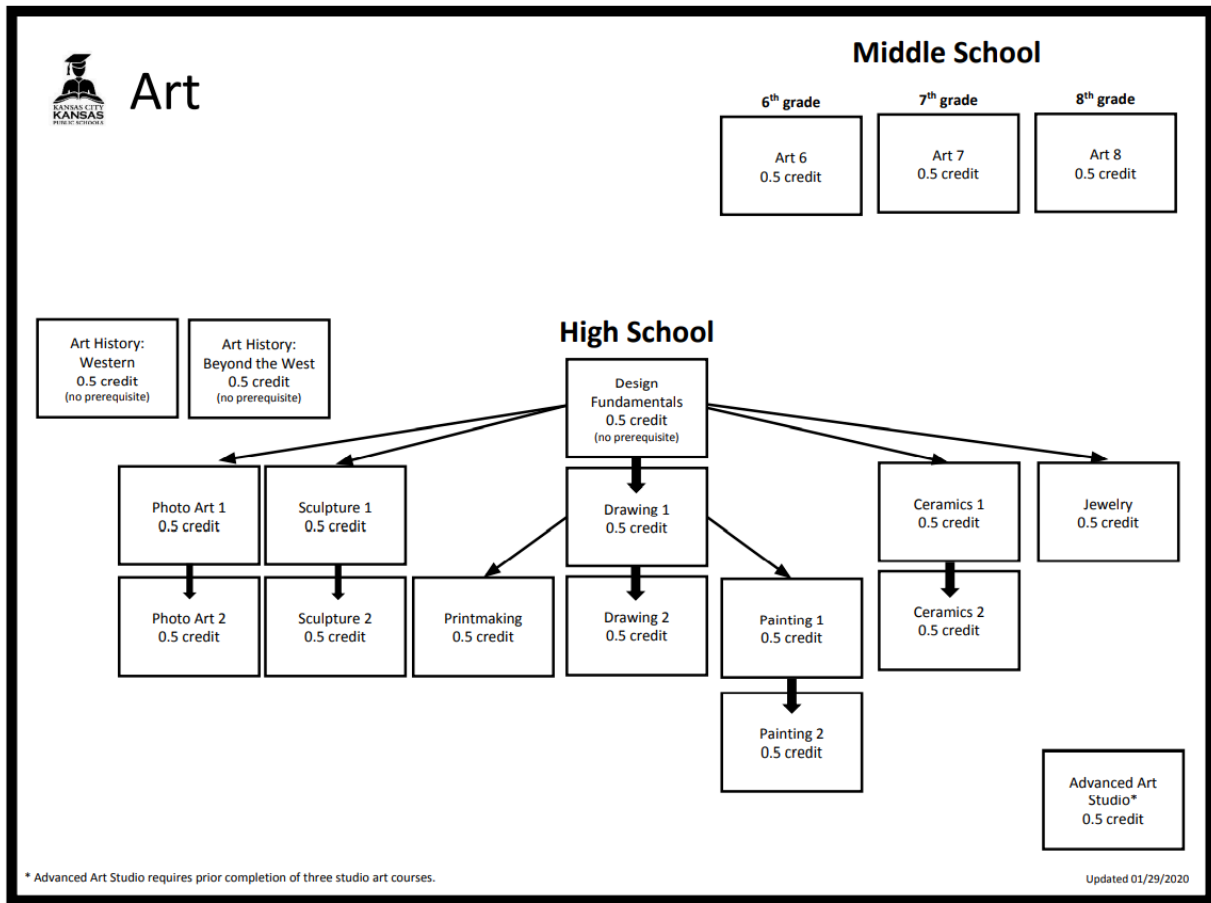 KANSAS CITY
KANSAS
PUBLIC SCHOOLS
Art
Middle School
6th grade
7th grade
8th grade
Art 6
0.5 credit
Art 7
0.5 credit
Art 8
0.5 credit
Art History:
Western
0.5 credit
(no prerequisite)
Art History:
Beyond the West
0.5 credit
(no prerequisite)
High School
Design
Fundamentals
0.5 credit
(no prerequisite)
Photo Art 1
0.5 credit
Sculpture 1
0.5 credit
Drawing 1
0.5 credit
Ceramics 1
0.5 credit
Jewelry
0.5 credit
Photo Art 2
0.5 credit
Sculpture 2
0.5 credit
Printmaking
0.5 credit
Drawing 2
0.5 credit
Painting 1
0.5 credit
Ceramics 2
0.5 credit
Painting 2
0.5 credit
Advanced Art
Studio*
0.5 credit
* Advanced Art Studio requires prior completion of three studio art courses.
Updated 01/29/2020